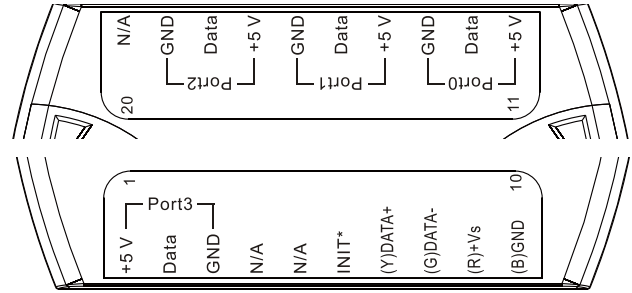 N/A
GND
Data
+5 V
GND
Data
+5 V
GND
Data
+5 V
Port2
Port1
Port0
20
11
1
10
Port3
+5 V
Data
GND
N/A
N/A
INIT*
(Y)DATA+
(G)DATA-
(R)+Vs
(B)GND